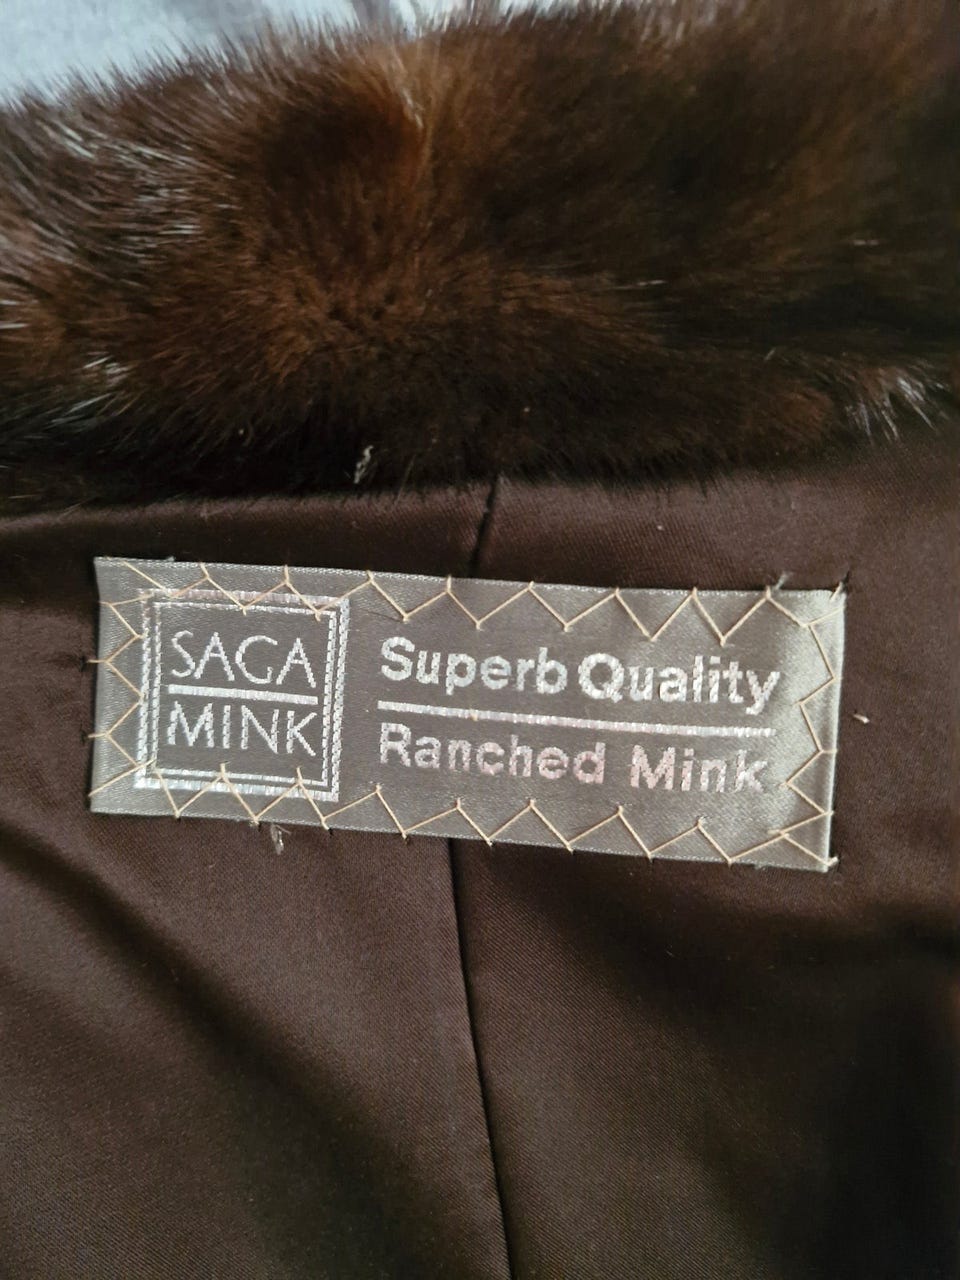 SAGA
MINK
Superb Quality
Ranched Mink